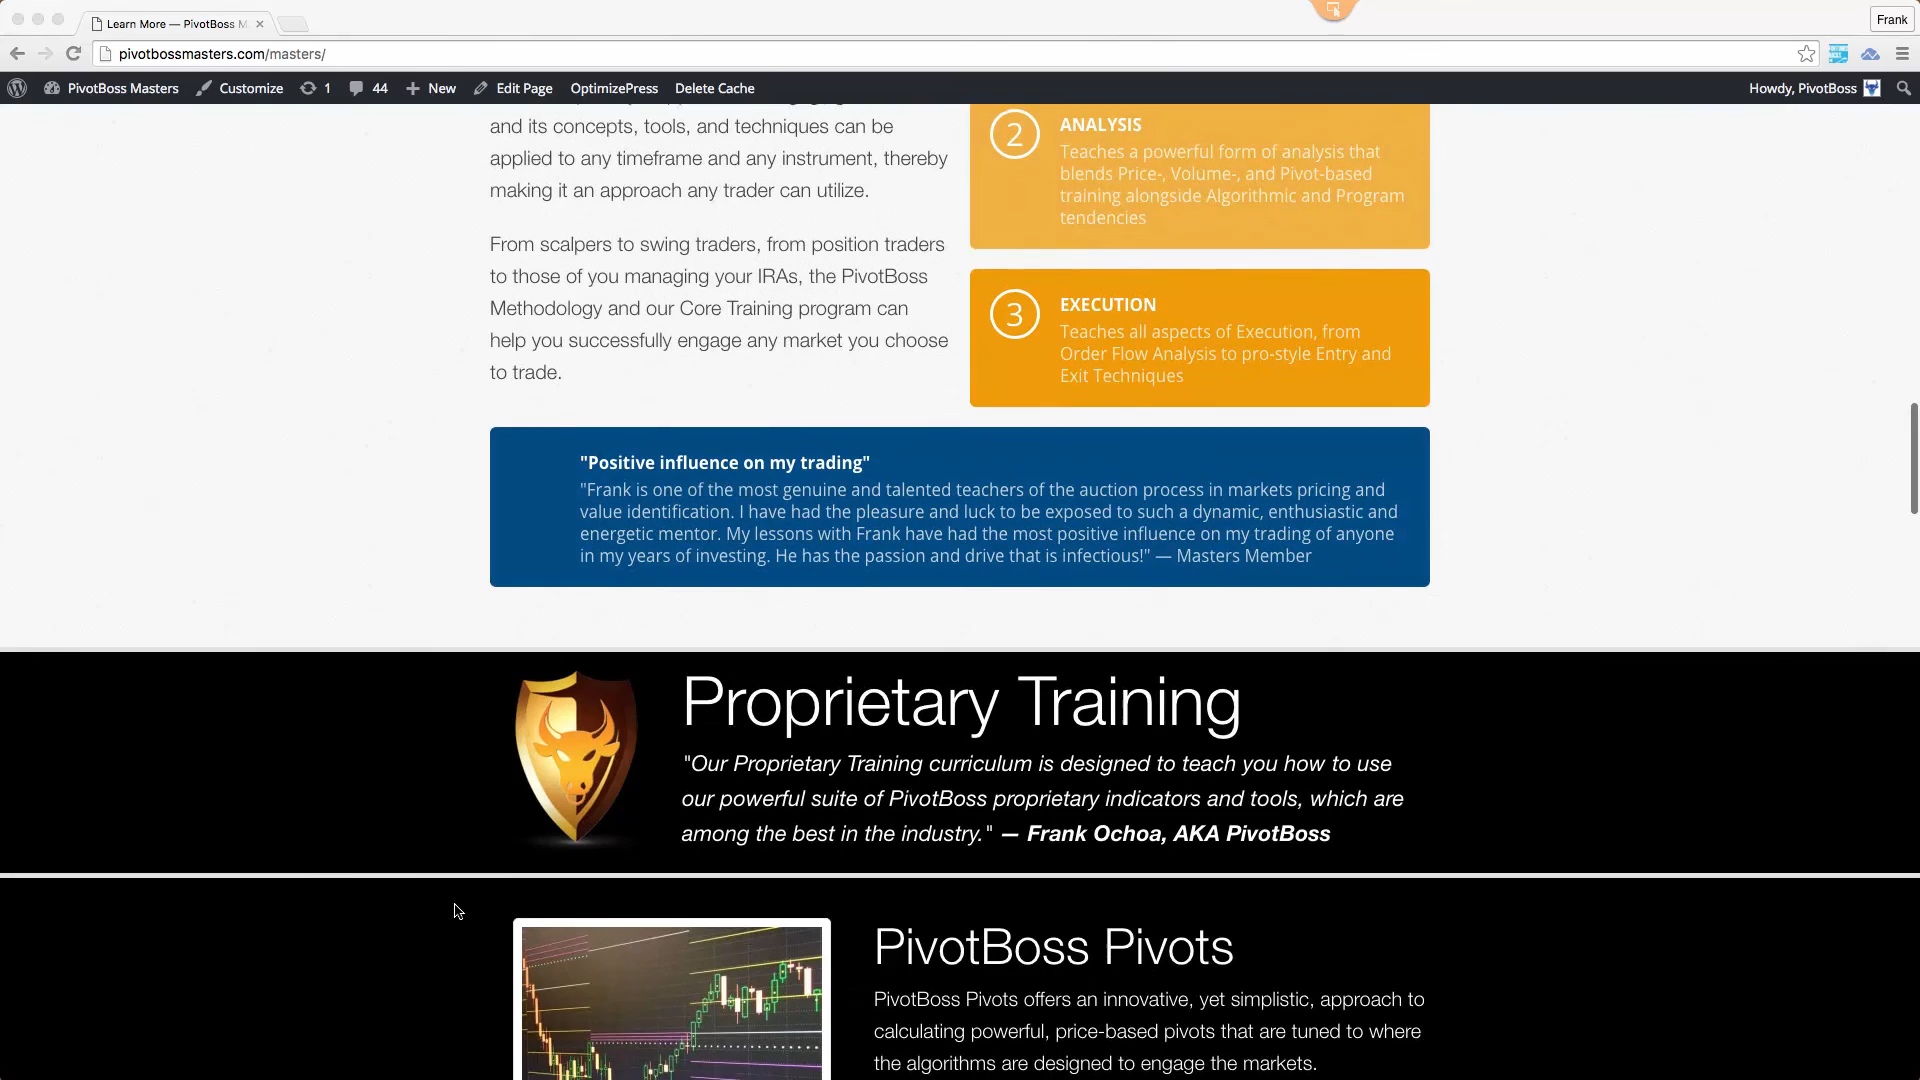 Learn More — PivotBoss M
Frank
pivotbossmasters.com/masters/
PivotBoss Masters
Customize
1
44
New
Edit Page
OptimizePress
Delete Cache
Howdy, PivotBoss
and its concepts, tools, and techniques can be
applied to any timeframe and any instrument, thereby
making it an approach any trader can utilize.
From scalpers to swing traders, from position traders
to those of you managing your IRAs, the PivotBoss
Methodology and our Core Training program can
help you successfully engage any market you choose
to trade.
2
ANALYSIS
Teaches a powerful form of analysis that
blends Price-, Volume-, and Pivot-based
training alongside Algorithmic and Program
tendencies
3
EXECUTION
Teaches all aspects of Execution, from
Order Flow Analysis to pro-style Entry and
Exit Techniques
"Positive influence on my trading"
"Frank is one of the most genuine and talented teachers of the auction process in markets pricing and
value identification. I have had the pleasure and luck to be exposed to such a dynamic, enthusiastic and
energetic mentor. My lessons with Frank have had the most positive influence on my trading of anyone
in my years of investing. He has the passion and drive that is infectious!" — Masters Member
Proprietary Training
"Our Proprietary Training curriculum is designed to teach you how to use
our powerful suite of PivotBoss proprietary indicators and tools, which are
among the best in the industry." — Frank Ochoa, AKA PivotBoss
PivotBoss Pivots
PivotBoss Pivots offers an innovative, yet simplistic, approach to
calculating powerful, price-based pivots that are tuned to where
the algorithms are designed to engage the markets.